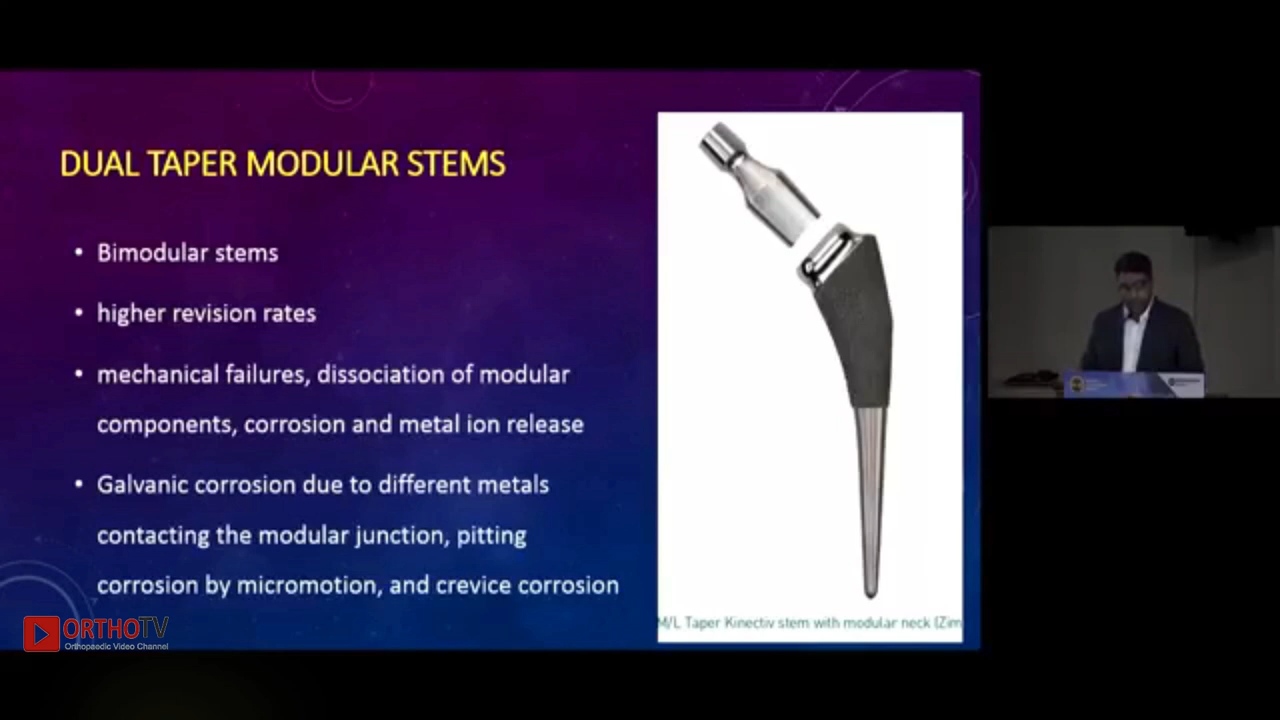 DUAL TAPER MODULAR STEMS
• Bimodular stems
• higher revision rates
• mechanical failures, dissociation of modular
components, corrosion and metal ion release
• Galvanic corrosion due to different metals
contacting the modular junction, pitting
corrosion by micromotion, and crevice corrosion
M/L Taper Kinectiv stem with modular neck (Zim
ORTHOTV
Orthopaedic Video Channel